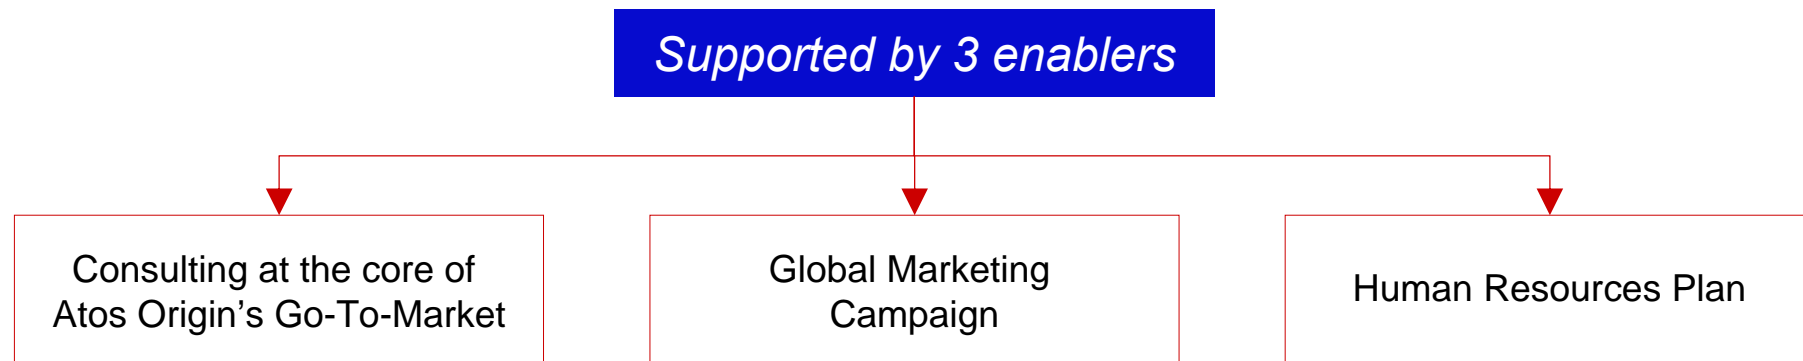 Supported by 3 enablers
Consulting at the core of
Atos Origin’s Go-To-Market
Global Marketing
Campaign
Human Resources Plan